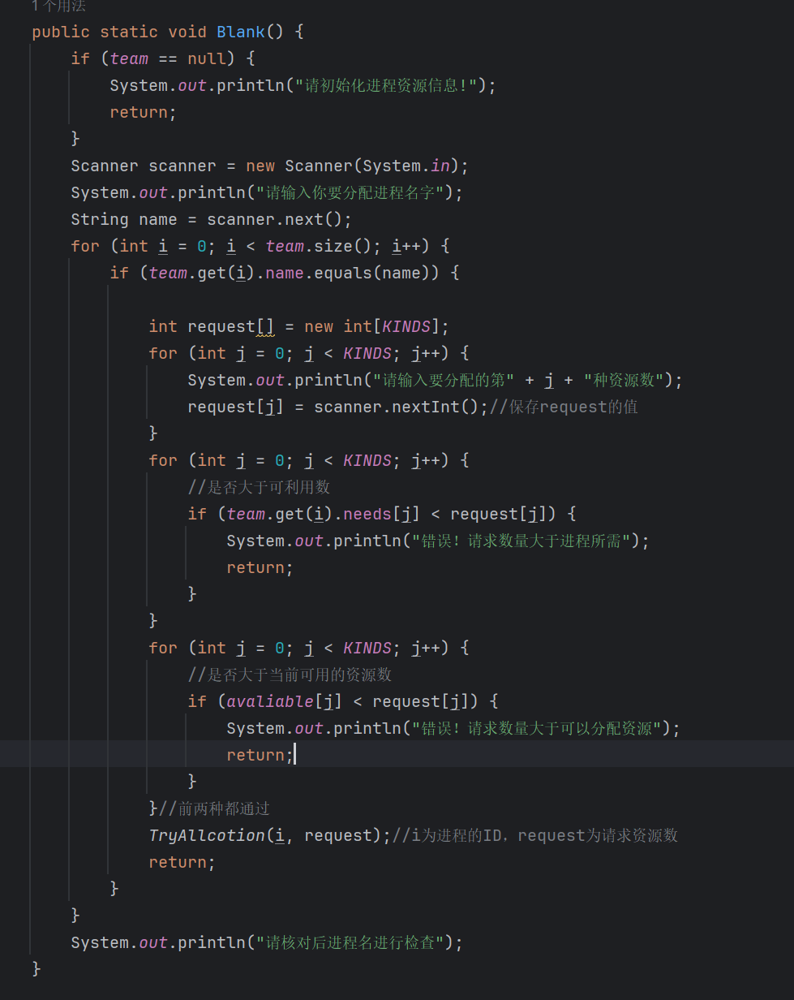 1 个用法
public static void Blank() {
    if (team == null) {
        System.out.println("请初始化进程资源信息!");
        return;
    }
    Scanner scanner = new Scanner(System.in);
    System.out.println("请输入你要分配进程名字");
    String name = scanner.next();
    for (int i = 0; i < team.size(); i++) {
        if (team.get(i).name.equals(name)) {

            int request[] = new int[KINDS];
            for (int j = 0; j < KINDS; j++) {
                System.out.println("请输入要分配的第" + j + "种资源数");
                request[j] = scanner.nextInt();//保存request的值
            }
            for (int j = 0; j < KINDS; j++) {
                //是否大于可利用数
                if (team.get(i).needs[j] < request[j]) {
                    System.out.println("错误！请求数量大于进程所需");
                    return;
                }
            }
            for (int j = 0; j < KINDS; j++) {
                //是否大于当前可用的资源数
                if (avaliable[j] < request[j]) {
                    System.out.println("错误！请求数量大于可以分配资源");
                    return;
                }
            }//前两种都通过
            TryAllcotion(i, request);//i为进程的ID，request为请求资源数
            return;
        }
    }
    System.out.println("请核对后进程名进行检查");
}